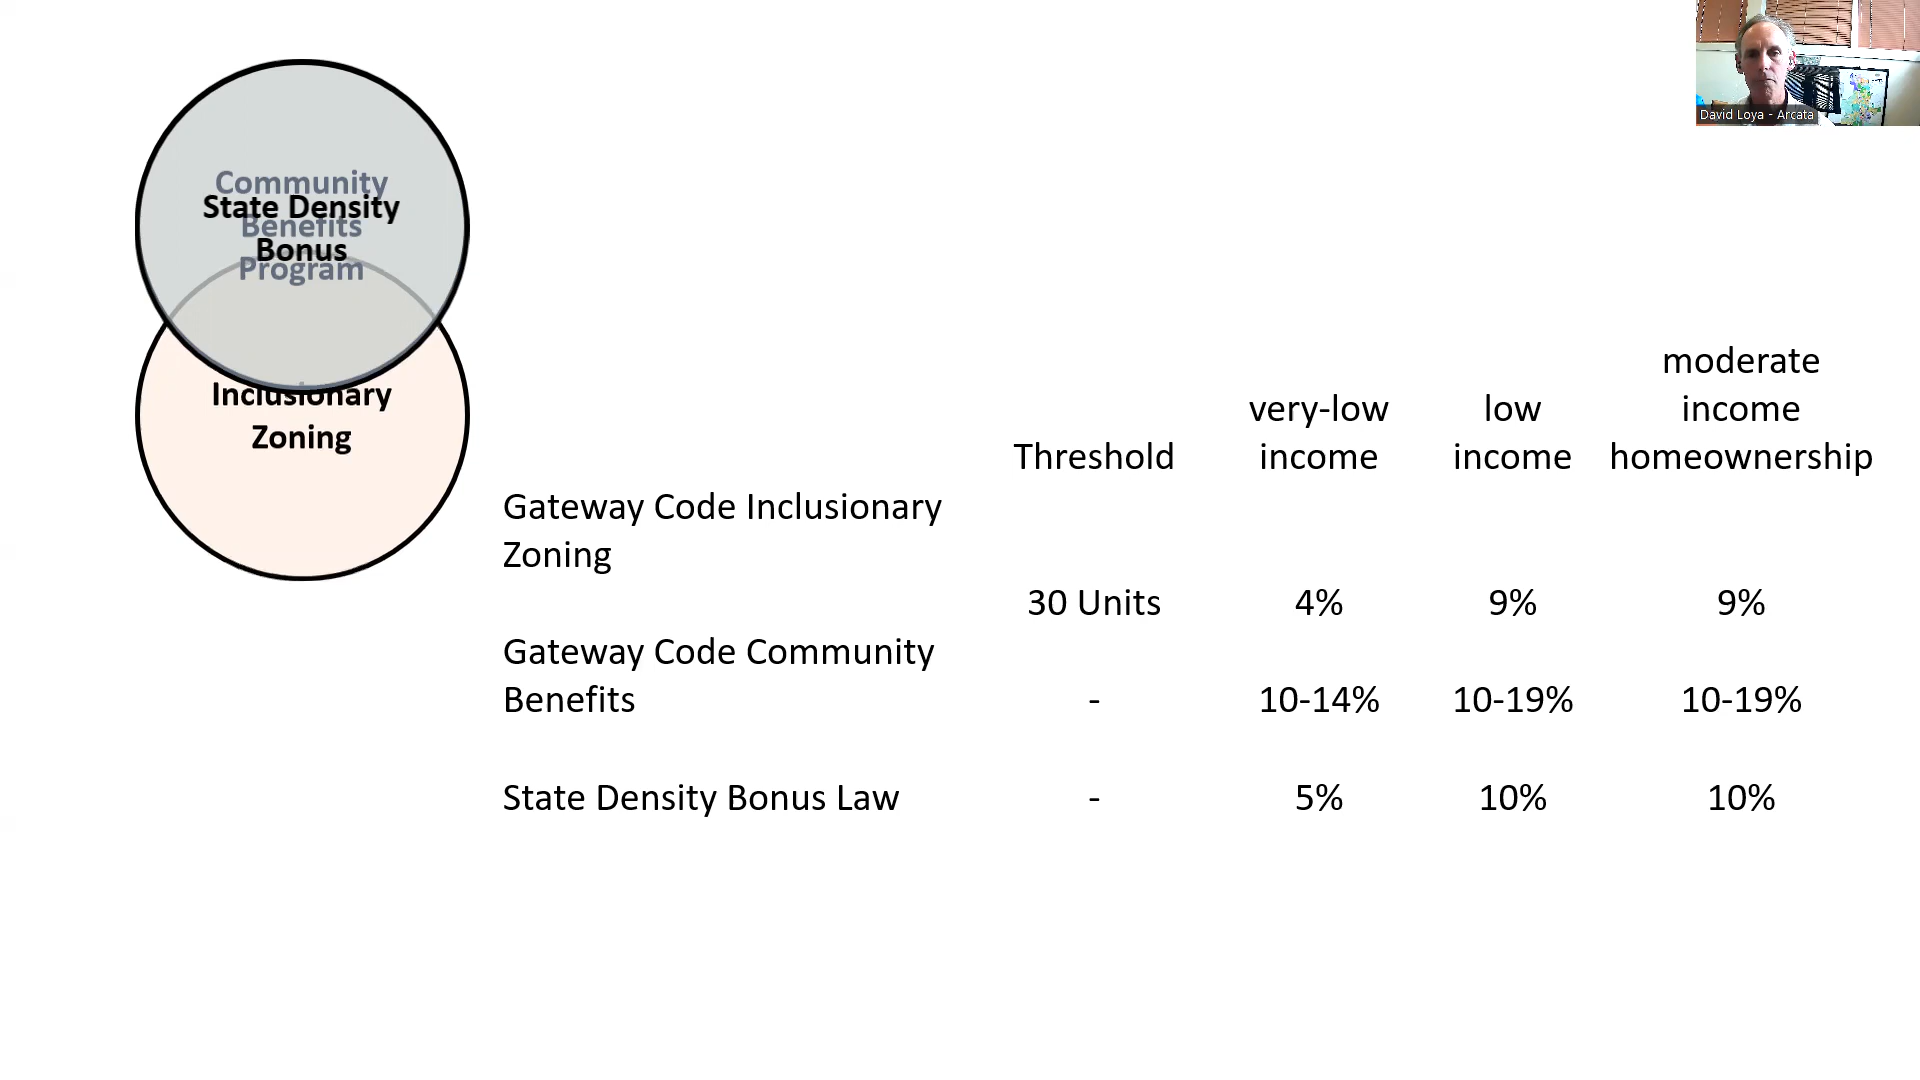 David Loya - Arcata
Community
State Density
Benefits
Bonus
Program
Inclusionary
Zoning
Threshold
very-low
income
low
income
moderate
income
homeownership
Gateway Code Inclusionary
Zoning
30 Units 4% 9% 9%
Gateway Code Community
Benefits - 10-14% 10-19% 10-19%
State Density Bonus Law - 5% 10% 10%